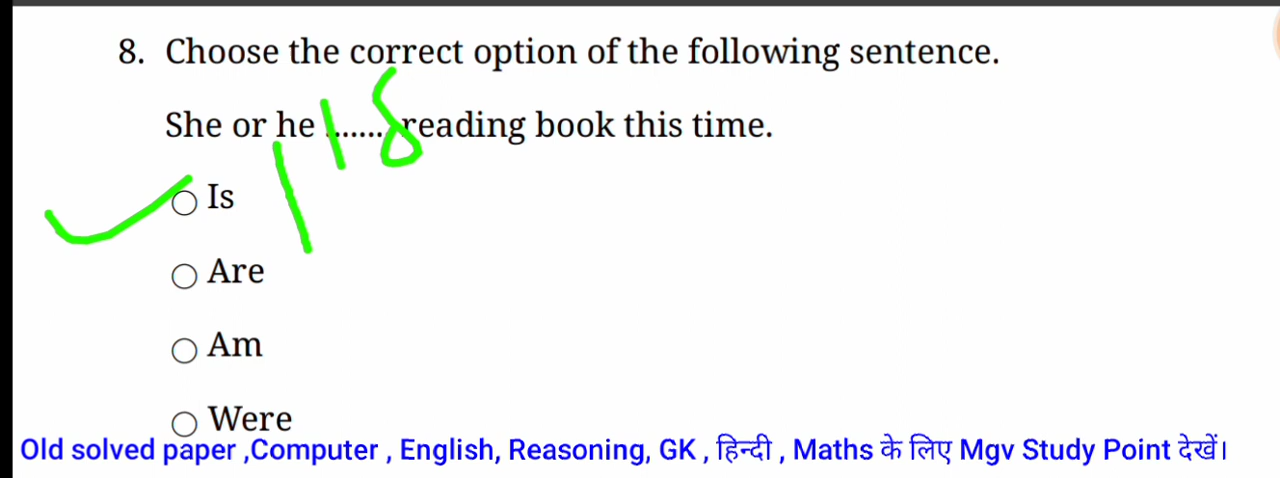 8. Choose the correct option of the following sentence.
She or he ....... reading book this time.
is
Is
Are
Am
Were
Old solved paper ,Computer , English, Reasoning, GK , हिन्दी , Maths के लिए Mgv Study Point देखें।